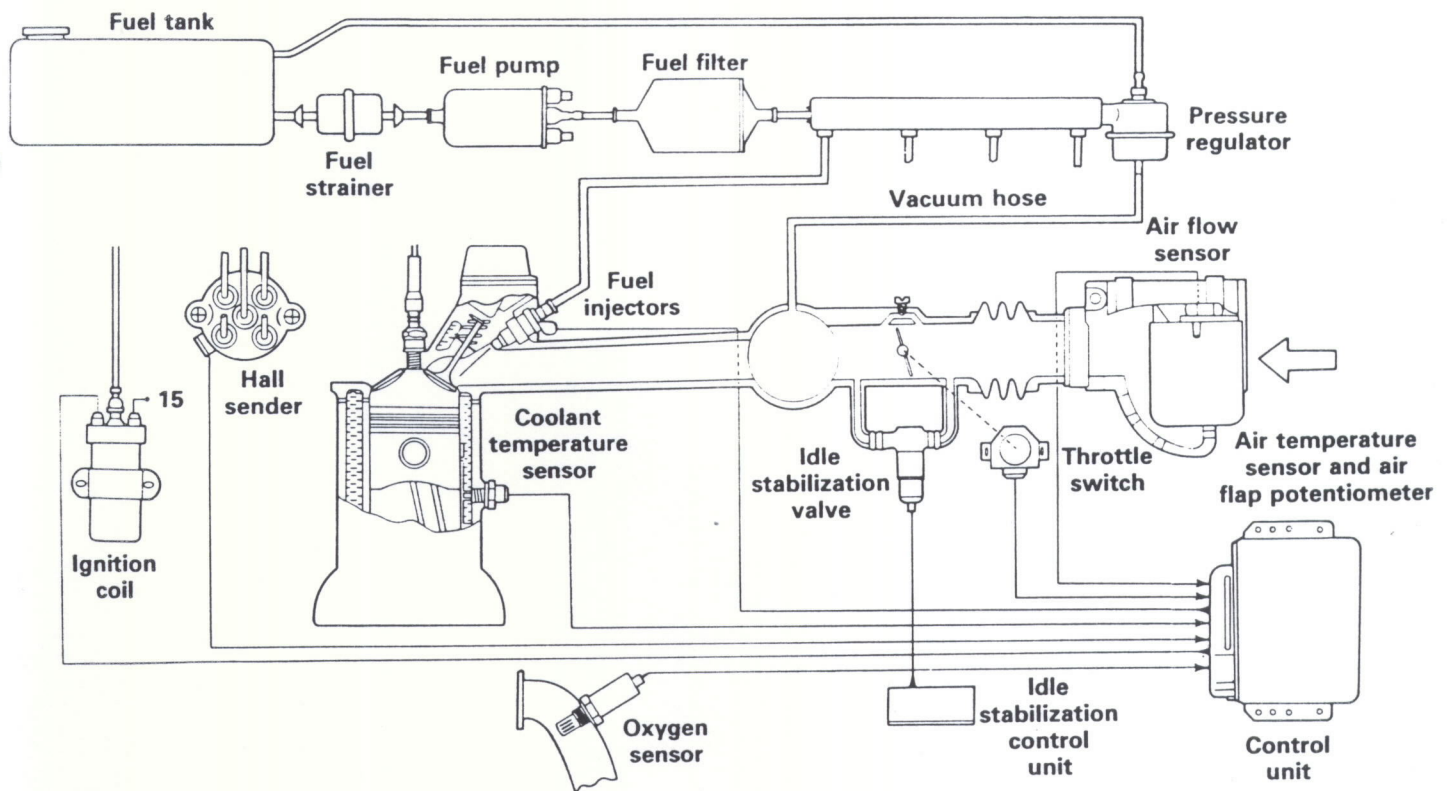 Fuel tank
Fuel pump
Fuel filter
Pressure
regulator
Fuel
strainer
Vacuum hose
Air flow
sensor
Fuel
injectors
Hall
sender
15
Coolant
temperature
sensor
Idle
stabilization
valve
Throttle
switch
Air temperature
sensor and air
flap potentiometer
Ignition
coil
Oxygen
sensor
Idle
stabilization
control
unit
Control
unit